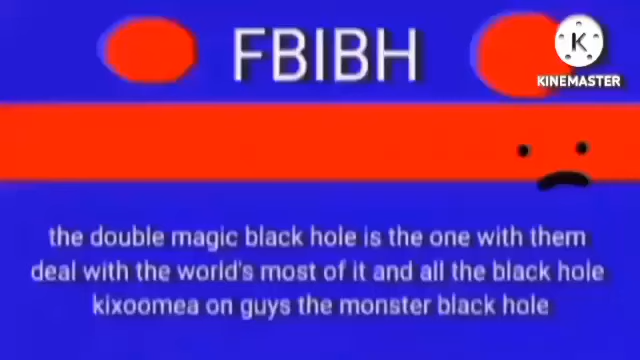 FBIBH
K
KINEMASTER
the double magic black hole is the one with them
deal with the world's most of it and all the black hole
kixoomea on guys the monster black hole